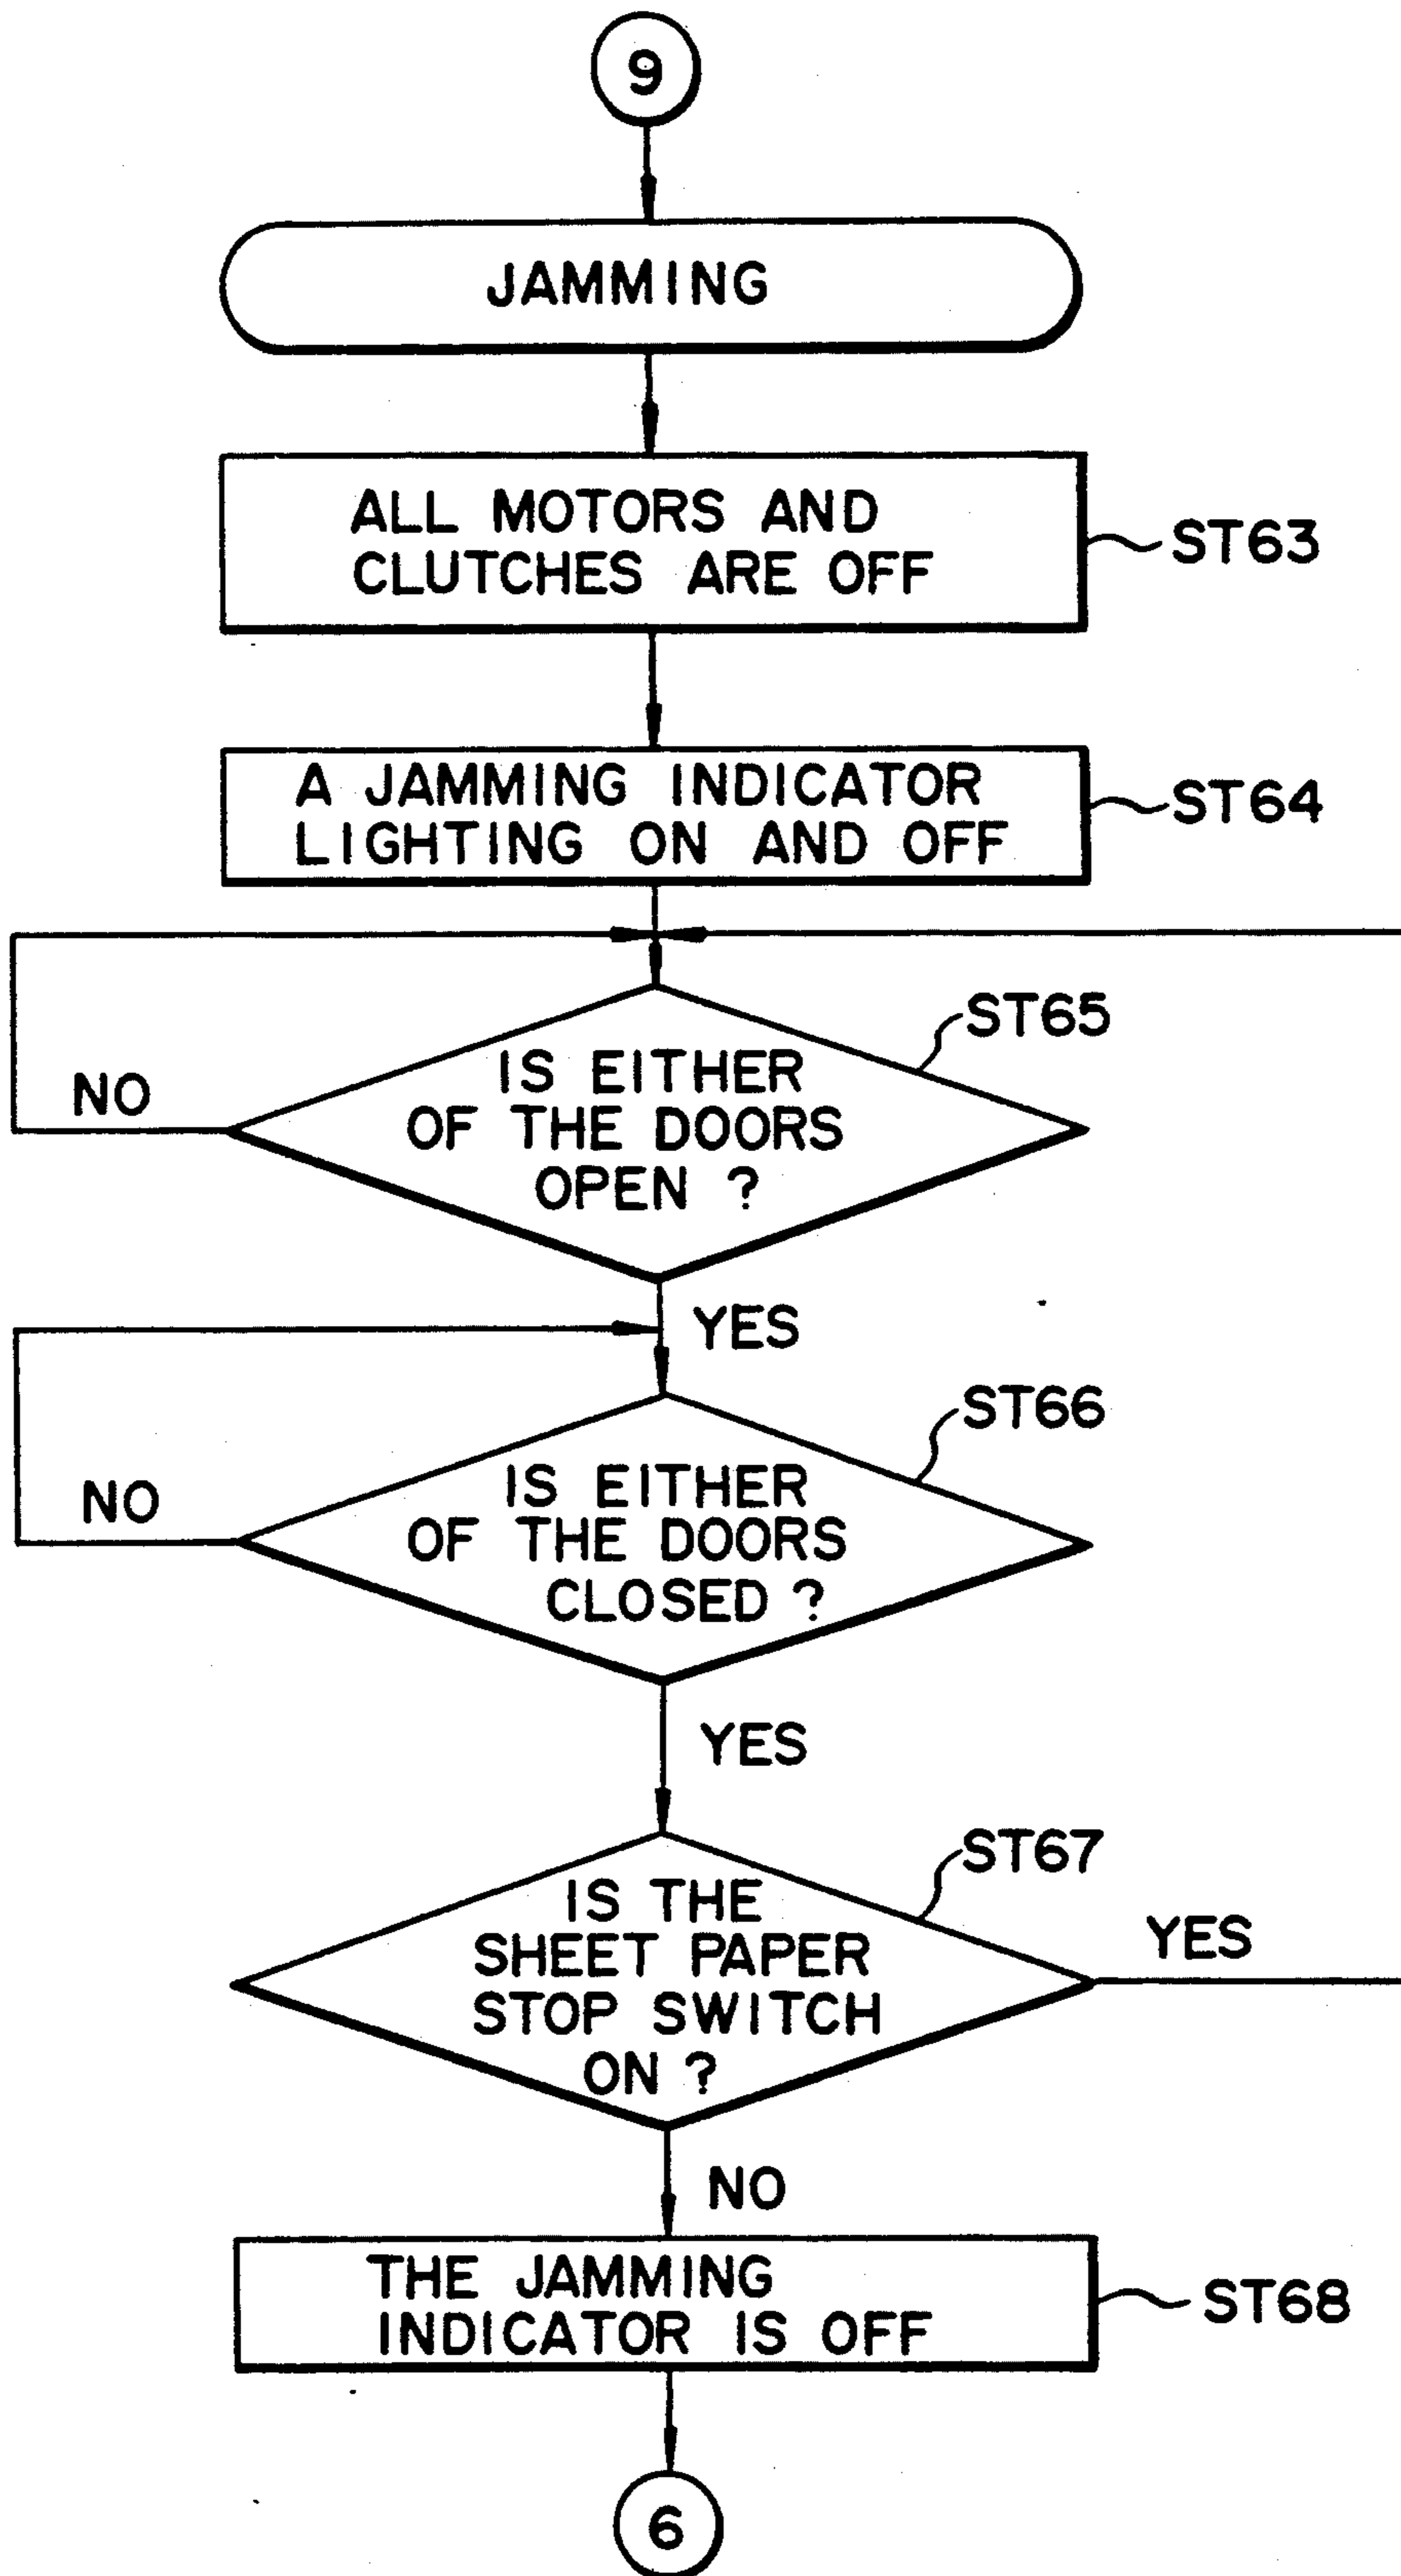 9
JAMMING
ALL MOTORS AND
CLUTCHES ARE OFF
ST63
A JAMMING INDICATOR
LIGHTING ON AND OFF
ST64
ST65
IS EITHER
OF THE DOORS
OPEN ?
NO
YES
ST66
IS EITHER
OF THE DOORS
CLOSED ?
NO
YES
ST67
IS THE
SHEET PAPER
STOP SWITCH
ON ?
YES
NO
THE JAMMING
INDICATOR IS OFF
ST68
6